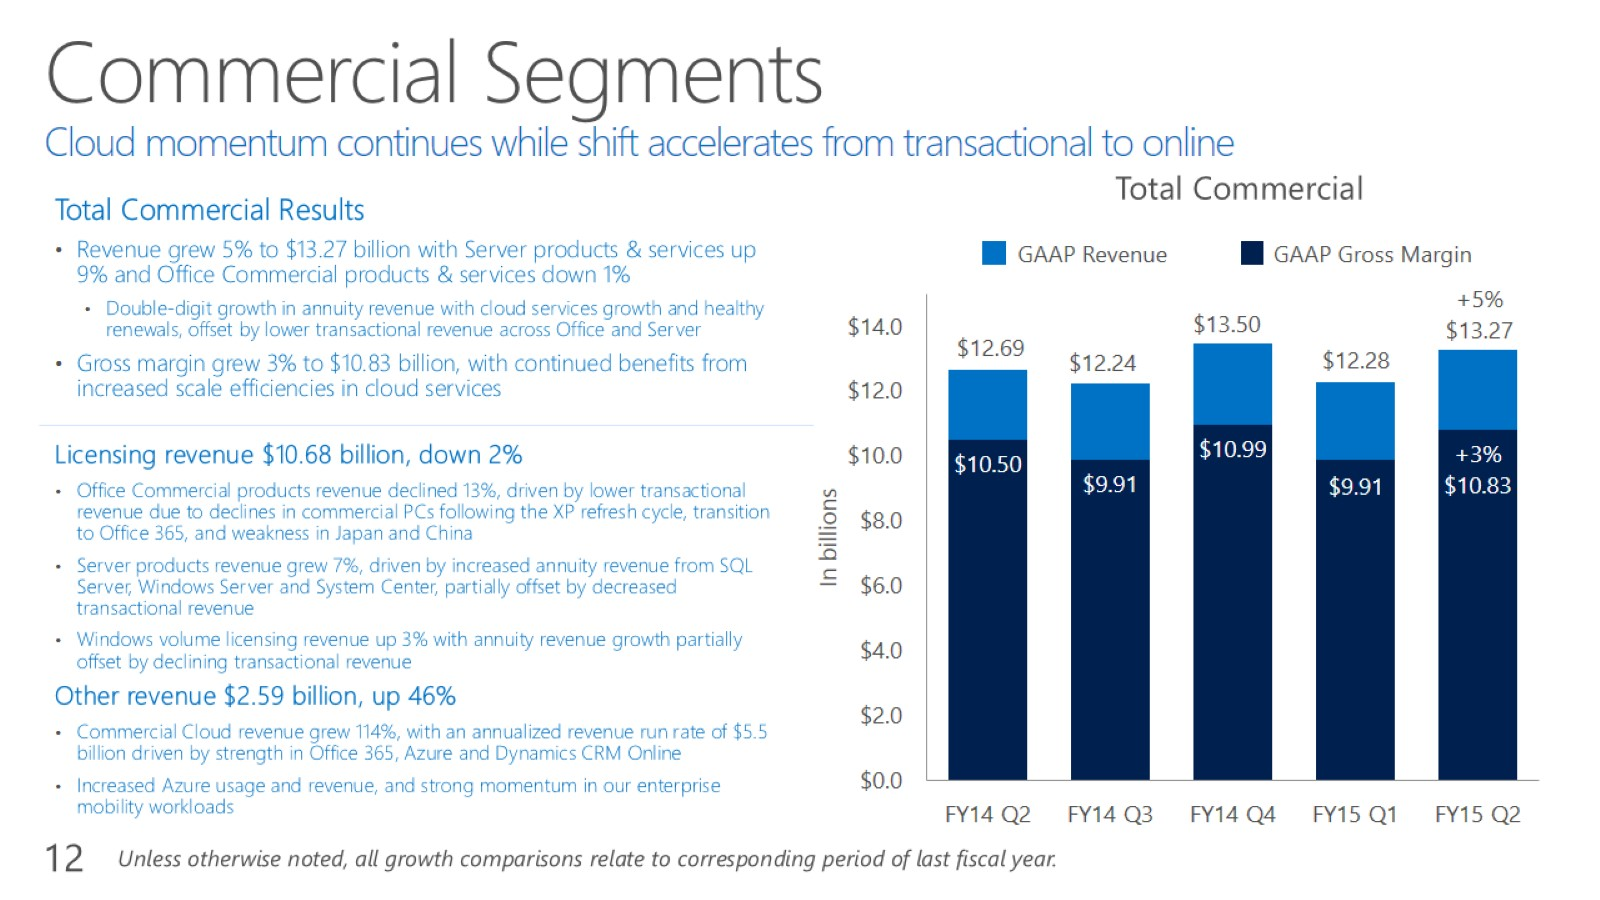 Commercial Segments
Cloud momentum continues while shift accelerates from transactional to online
Total Commercial Results
• Revenue grew 5% to $13.27 billion with Server products & services up
9% and Office Commercial products & services down 1%
• Double-digit growth in annuity revenue with cloud services growth and healthy
renewals, offset by lower transactional revenue across Office and Server
• Gross margin grew 3% to $10.83 billion, with continued benefits from
increased scale efficiencies in cloud services
Licensing revenue $10.68 billion, down 2%
• Office Commercial products revenue declined 13%, driven by lower transactional
revenue due to declines in commercial PCs following the XP refresh cycle, transition
to Office 365, and weakness in Japan and China
• Server products revenue grew 7%, driven by increased annuity revenue from SQL
Server, Windows Server and System Center, partially offset by decreased
transactional revenue
• Windows volume licensing revenue up 3% with annuity revenue growth partially
offset by declining transactional revenue
Other revenue $2.59 billion, up 46%
• Commercial Cloud revenue grew 114%, with an annualized revenue run rate of $5.5
billion driven by strength in Office 365, Azure and Dynamics CRM Online
• Increased Azure usage and revenue, and strong momentum in our enterprise
mobility workloads
Total Commercial
GAAP Revenue
GAAP Gross Margin
In billions
$14.0
$12.0
$10.0
$8.0
$6.0
$4.0
$2.0
$0.0
$12.69
$10.50
$12.24
$9.91
$13.50
$10.99
$12.28
$9.91
+5%
$13.27
+3%
$10.83
FY14 Q2
FY14 Q3
FY14 Q4
FY15 Q1
FY15 Q2
12
Unless otherwise noted, all growth comparisons relate to corresponding period of last fiscal year.